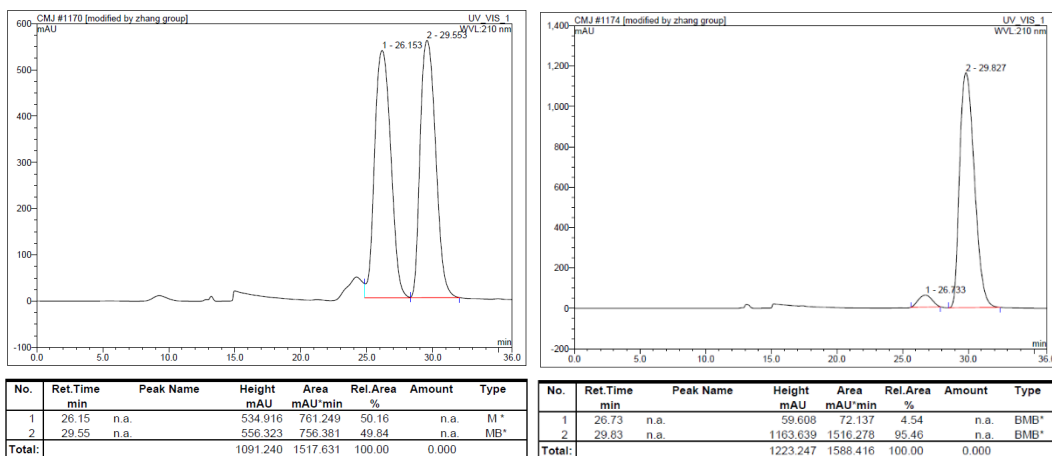 CMJ #1170 [modified by zhang group] UV_VIS_1
mAU WVL:210 nm
600
500
400
300
200
100
0
-100
1 - 26.153
2 - 29.553
min
0.0 5.0 10.0 15.0 20.0 25.0 30.0 36.0
No. Ret.Time Peak Name Height Area Rel.Area Amount Type
min mAU mAU*min %
1 26.15 n.a. 534.916 761.249 50.16 n.a. M *
2 29.55 n.a. 556.323 756.381 49.84 n.a. MB*
Total: 1091.240 1517.631 100.00 0.000
CMJ #1174 [modified by zhang group] UV_VIS_1
mAU WVL:210 nm
1,400
1,200
1,000
800
600
400
200
0
-200
2 - 29.827
1 - 26.733
min
0.0 5.0 10.0 15.0 20.0 25.0 30.0 36.0
No. Ret.Time Peak Name Height Area Rel.Area Amount Type
min mAU mAU*min %
1 26.73 n.a. 59.608 72.137 4.54 n.a. BMB*
2 29.83 n.a. 1163.639 1516.278 95.46 n.a. BMB*
Total: 1223.247 1588.416 100.00 0.000